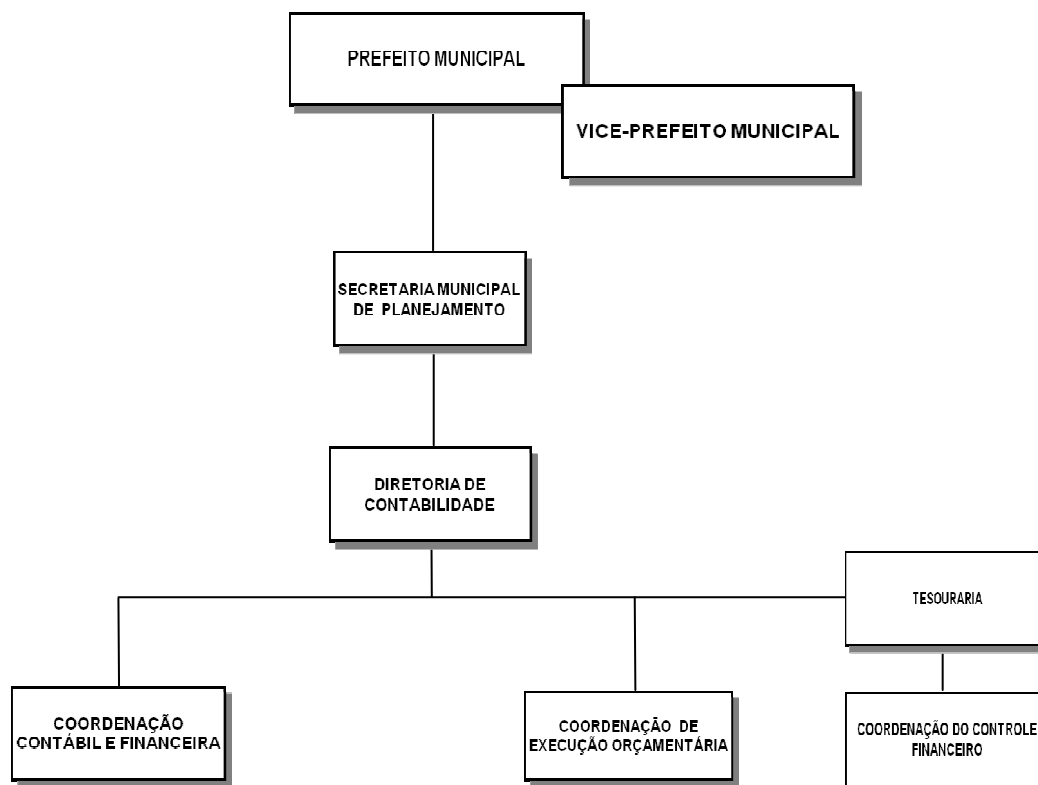 PREFEITO MUNICIPAL
VICE-PREFEITO MUNICIPAL
SECRETARIA MUNICIPAL
DE PLANEJAMENTO
DIRETORIA DE
CONTABILIDADE
TESOURARIA
COORDENAÇÃO
CONTÁBIL E FINANCEIRA
COORDENAÇÃO DE
EXECUÇÃO ORÇAMENTÁRIA
COORDENAÇÃO DO CONTROLE
FINANCEIRO